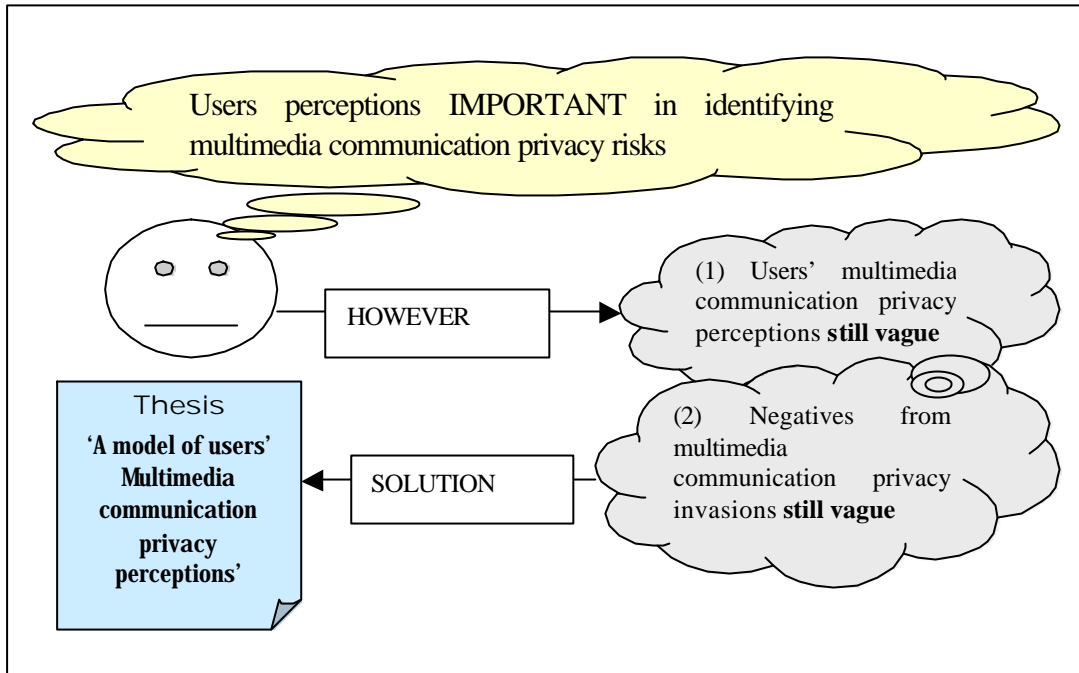 Users perceptions IMPORTANT in identifying
multimedia communication privacy risks
HOWEVER
(1) Users' multimedia
communication privacy
perceptions still vague
(2) Negatives from
multimedia
communication privacy
invasions still vague
SOLUTION
Thesis
'A model of users'
Multimedia
communication
privacy
perceptions'